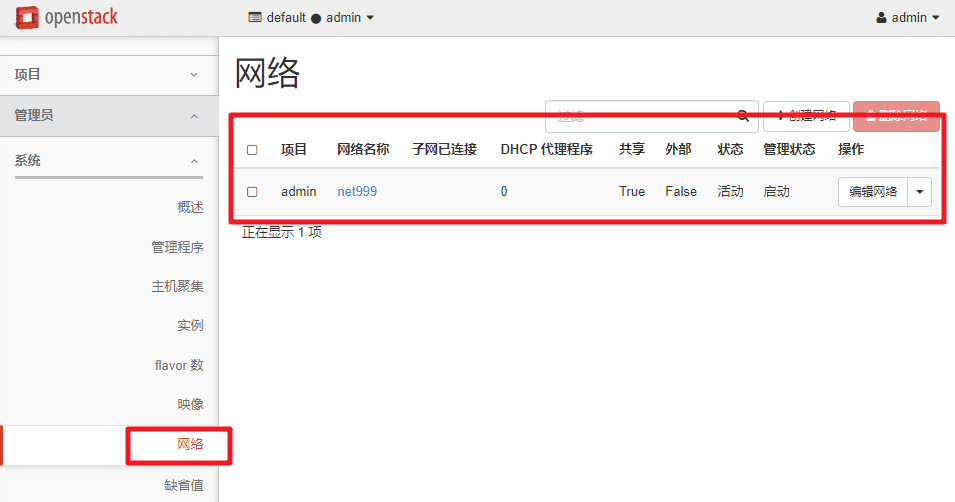 openstack
default ● admin
admin
项目
管理员
系统
概述
管理程序
主机聚集
实例
flavor 数
映像
网络
缺省值
网络
过滤
+ 创建网络
删除网络
项目 网络名称 子网已连接 DHCP 代理程序 共享 外部 状态 管理状态 操作
admin net999 0 True False 活动 启动 编辑网络
正在显示 1 项